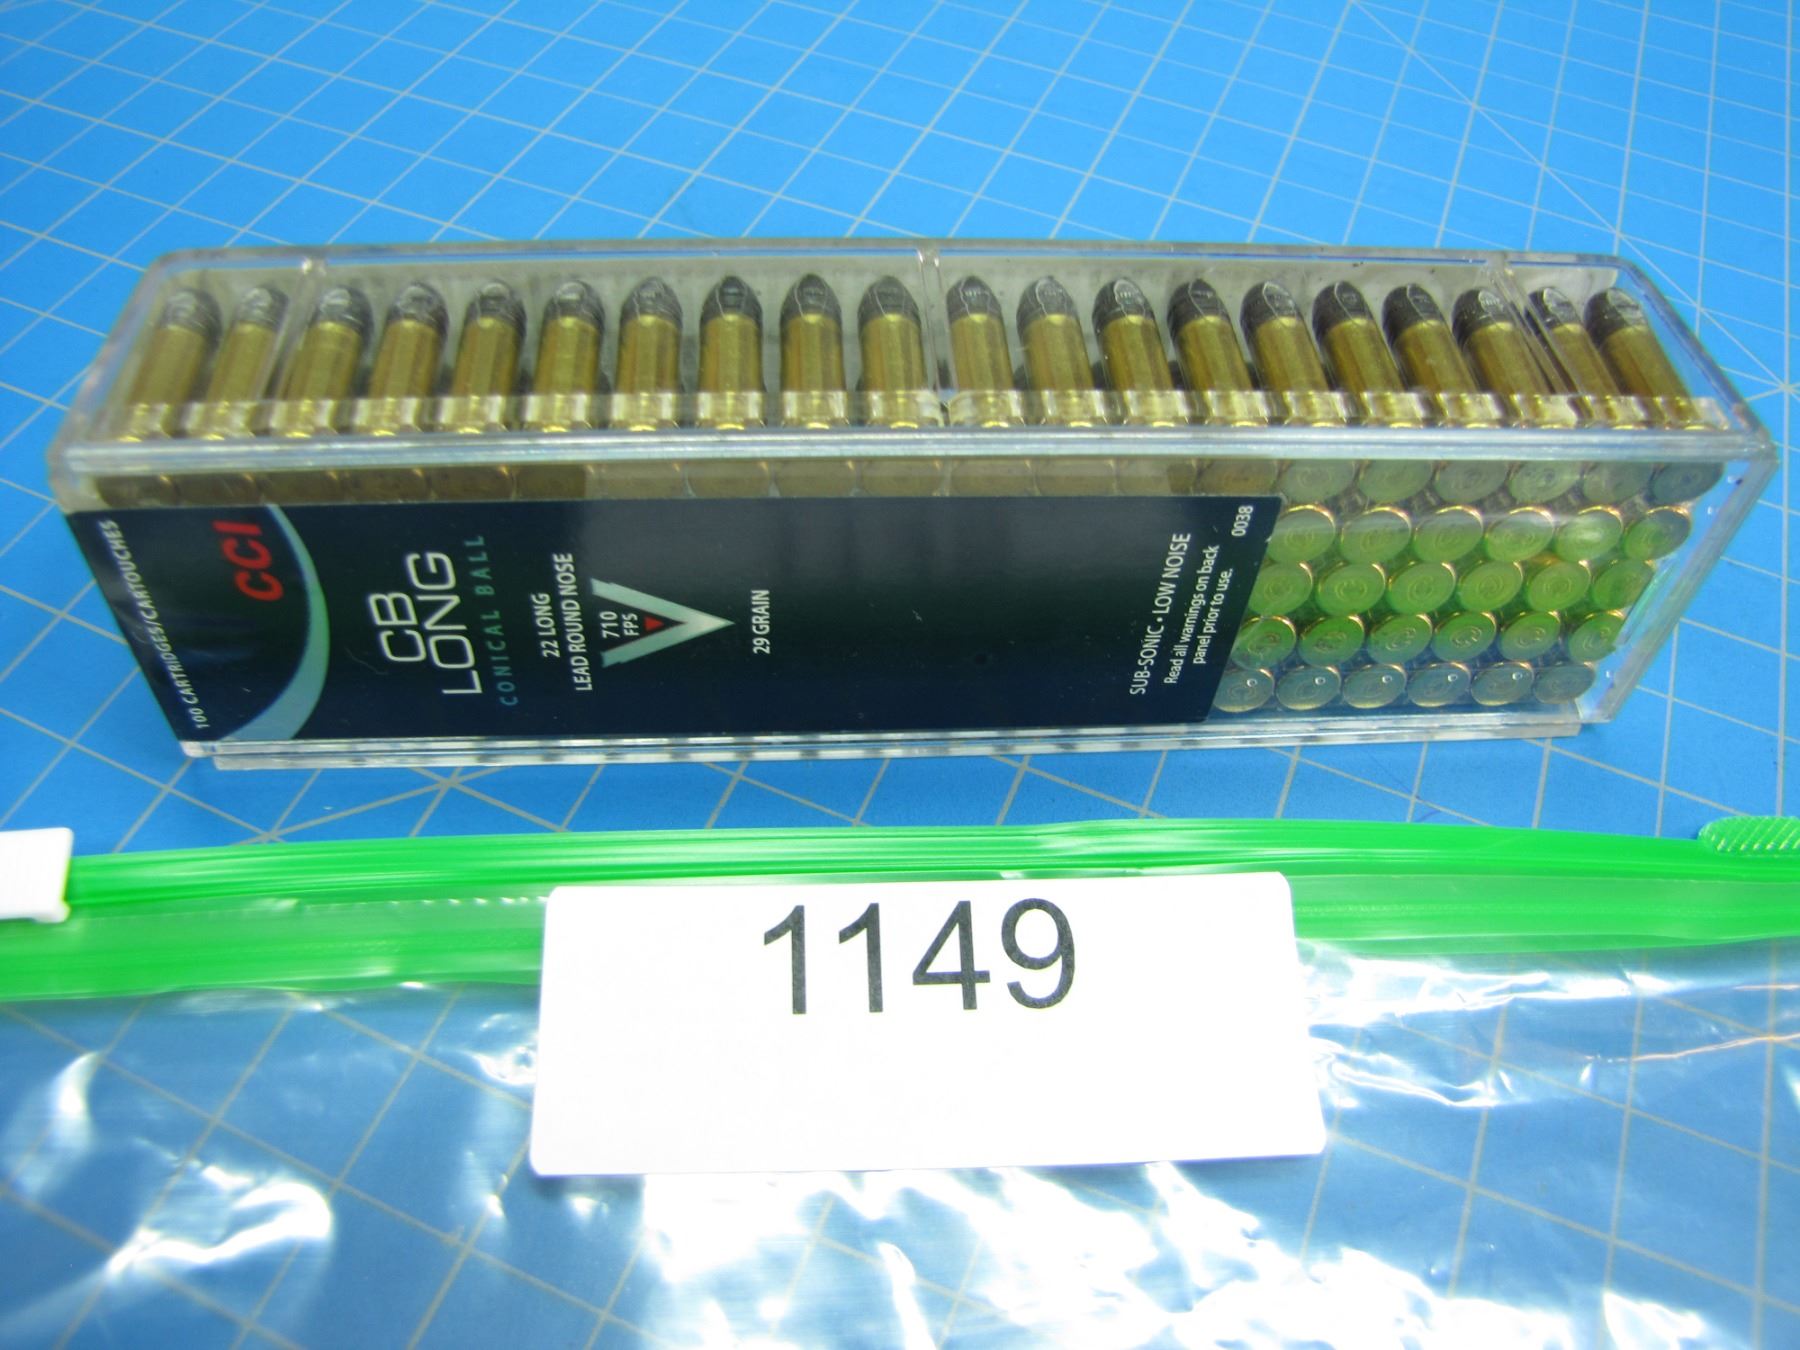 100 CARTRIDGES/CARTOUCHES
CCI
CB
LONG
CONICAL BALL
22 LONG
LEAD ROUND NOSE
710
FPS
29 GRAIN
SUB-SONIC • LOW NOISE
Read all warnings on back
panel prior to use.
0038
1149